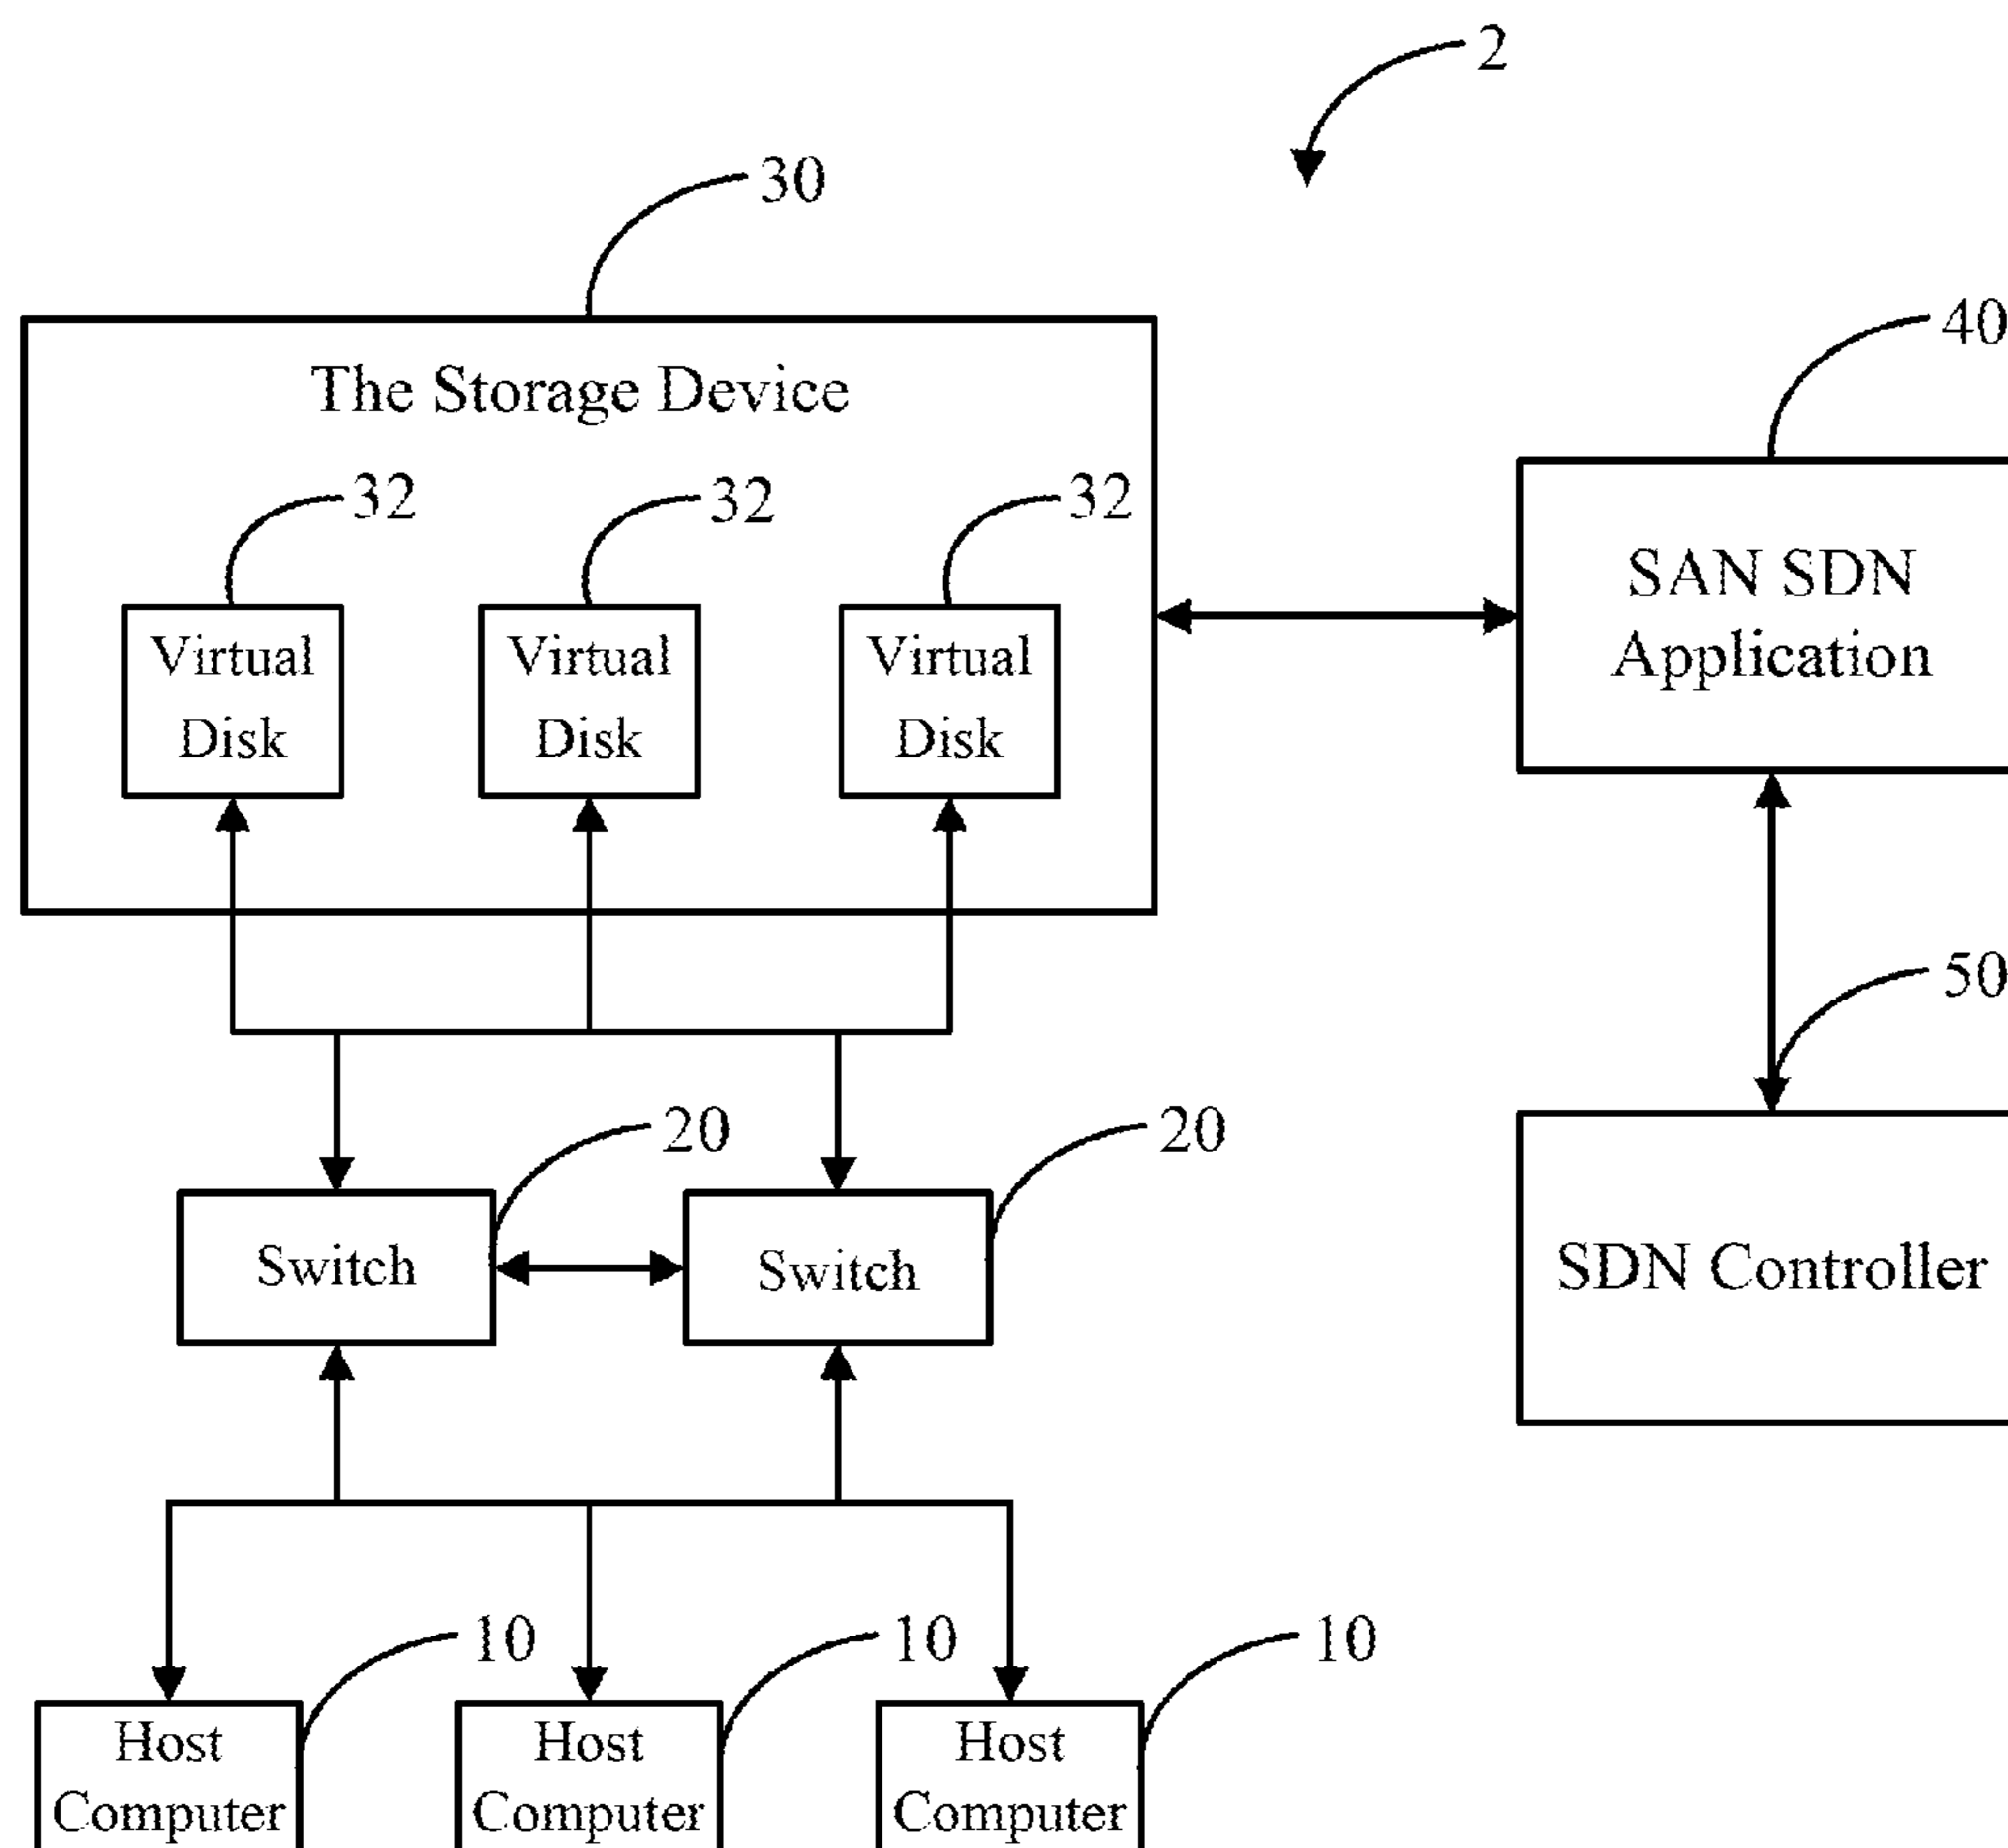 2
30
40
The Storage Device
32
32
32
SAN SDN
Application
Virtual
Disk
Virtual
Disk
Virtual
Disk
50
20
20
Switch
Switch
SDN Controller
10
10
10
Host
Computer
Host
Computer
Host
Computer